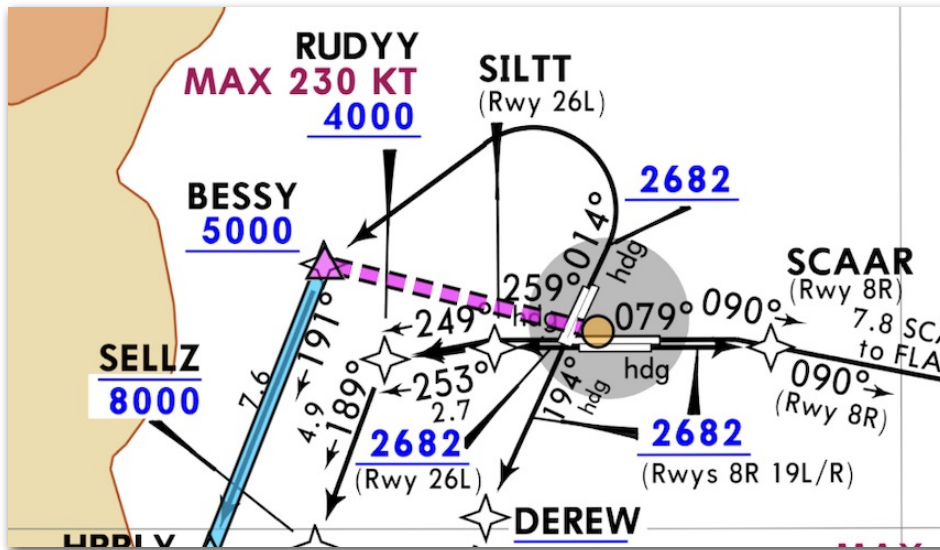 RUDYY
MAX 230 KT
4000
SILTT
(Rwy 26L)
2682
BESSY
5000
014°
hdg
SCAAR
(Rwy 8R)
259°
hdg
079°
090°
7.8 SCA
to FLA
249°
191°
SELLZ
8000
7.6
4.9
189°
253°
2.7
194°
hdg
hdg
090°
(Rwy 8R)
2682
(Rwy 26L)
2682
(Rwys 8R 19L/R)
DEREW